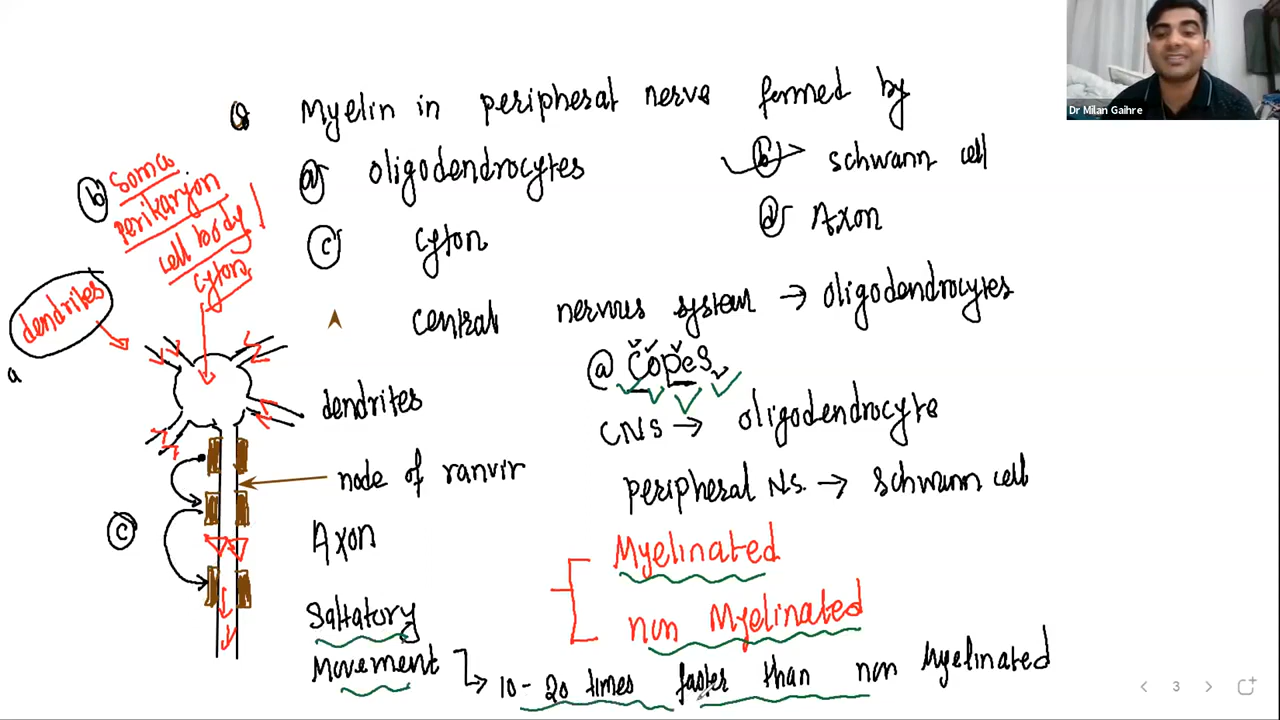 Dr Milan Gaihre
Q Myelin in peripheral nerve formed by
a oligodendrocytes
b schwann cell
c cyton
d Axon
b soma
perikaryon
cell body
cyton
dendrites
a
central nervous system → oligodendrocytes
@ COPES
dendrites
CNS → oligodendrocyte
node of ranvir
peripheral N.S. → schwann cell
c
Axon
Myelinated
non Myelinated
Saltatory
Movement
10-20 times faster than non Myelinated
3